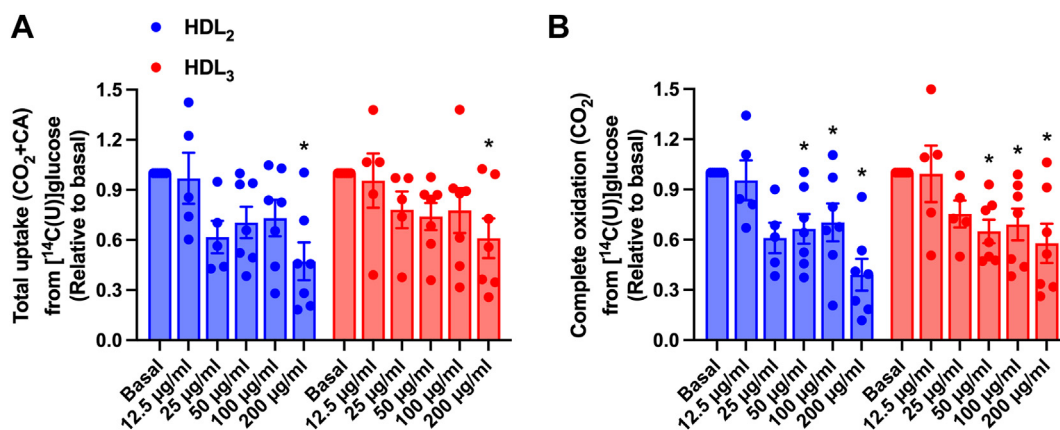 A
HDL₂
HDL₃
Total uptake (CO₂+CA)
from [¹⁴C(U)]glucose
(Relative to basal)
1.5
1.2
0.9
0.6
0.3
0.0
*
*
Basal
12.5 µg/ml
25 µg/ml
50 µg/ml
100 µg/ml
200 µg/ml
Basal
12.5 µg/ml
25 µg/ml
50 µg/ml
100 µg/ml
200 µg/ml
B
Complete oxidation (CO₂)
from [¹⁴C(U)]glucose
(Relative to basal)
1.5
1.2
0.9
0.6
0.3
0.0
*
*
*
*
*
*
Basal
12.5 µg/ml
25 µg/ml
50 µg/ml
100 µg/ml
200 µg/ml
Basal
12.5 µg/ml
25 µg/ml
50 µg/ml
100 µg/ml
200 µg/ml